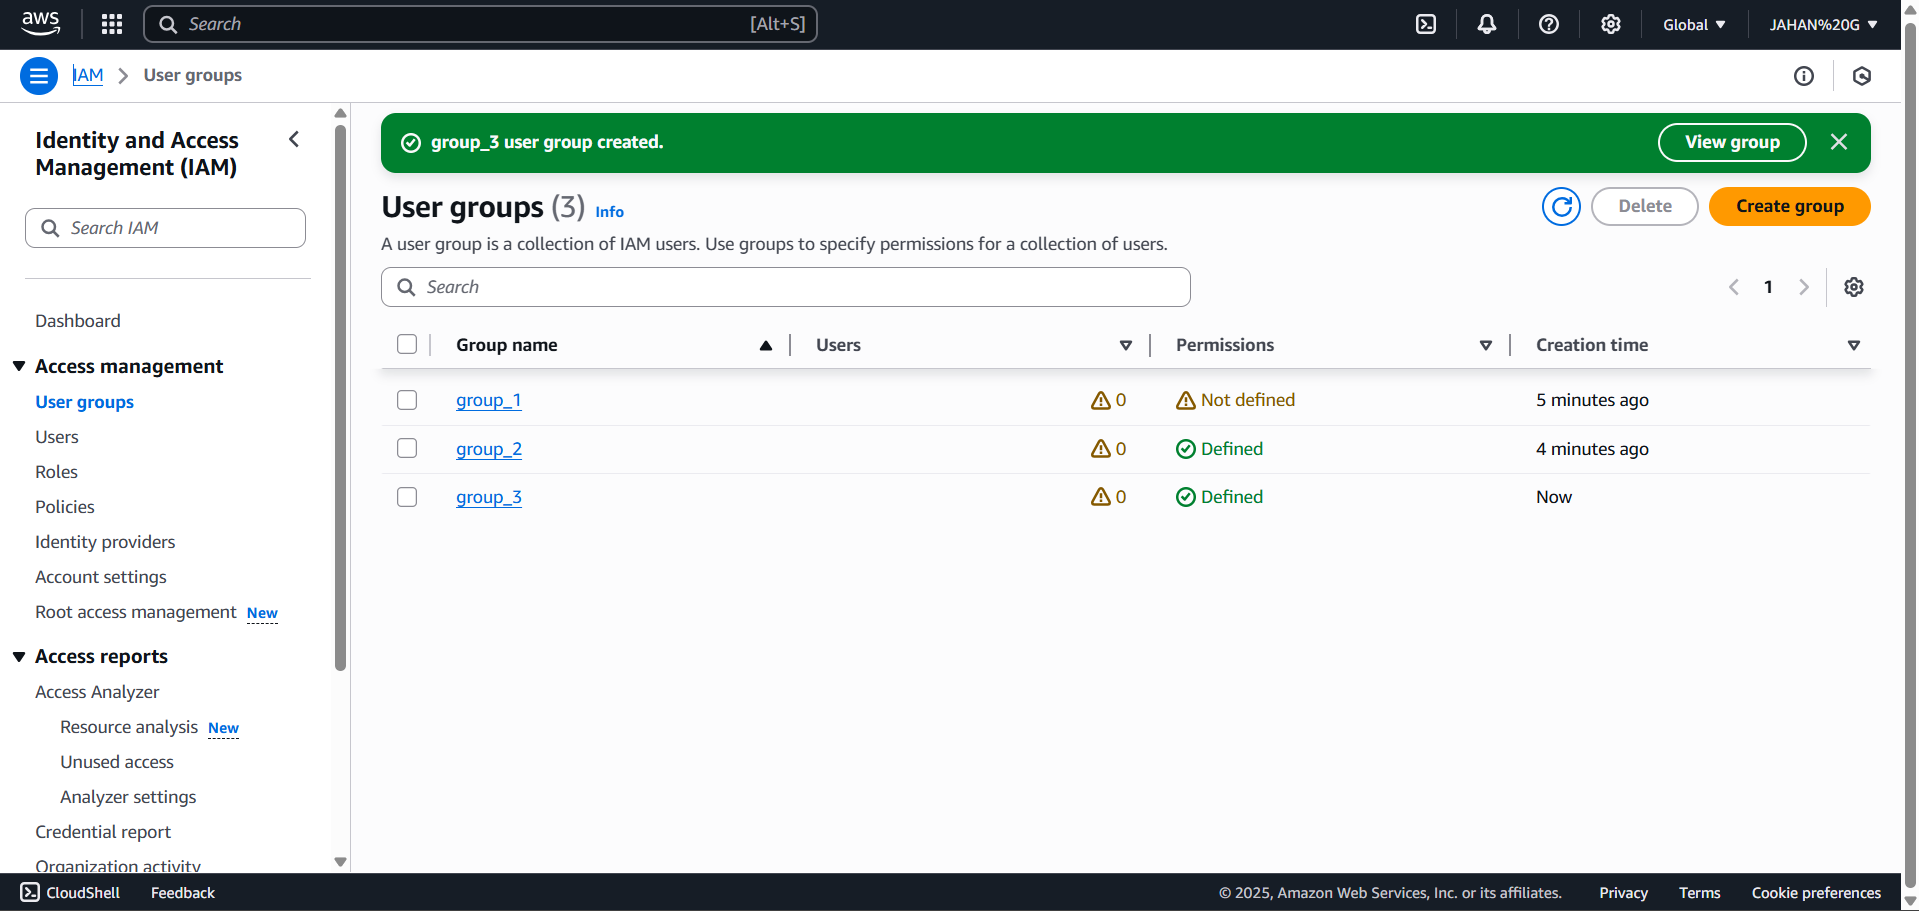 aws
Search [Alt+S]
Global
JAHAN%20G
IAM
User groups
Identity and Access
Management (IAM)
Search IAM
Dashboard
Access management
User groups
Users
Roles
Policies
Identity providers
Account settings
Root access management New
Access reports
Access Analyzer
Resource analysis New
Unused access
Analyzer settings
Credential report
Organization activity
group_3 user group created.
View group
User groups (3) Info
Delete
Create group
A user group is a collection of IAM users. Use groups to specify permissions for a collection of users.
Search
1
Group name Users Permissions Creation time
group_1 0 Not defined 5 minutes ago
group_2 0 Defined 4 minutes ago
group_3 0 Defined Now
CloudShell Feedback © 2025, Amazon Web Services, Inc. or its affiliates. Privacy Terms Cookie preferences